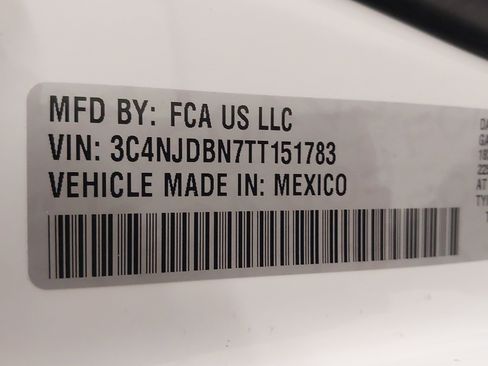 MFD BY: FCA US LLC
VIN: 3C4NJDBN7TT151783
VEHICLE MADE IN: MEXICO